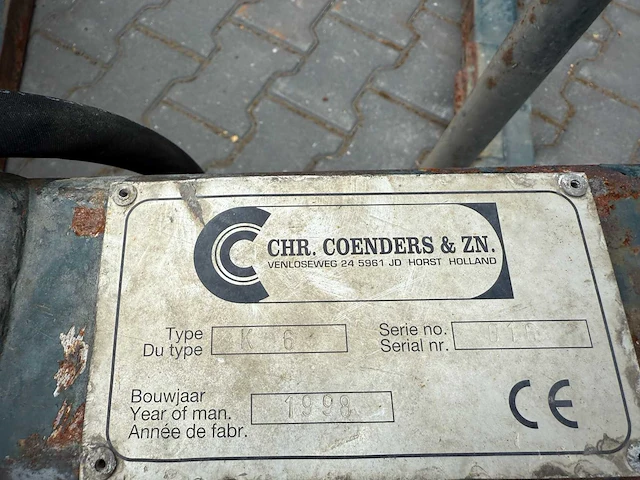 CHR. COENDERS & ZN.
VENLOSEWEG 24 5961 JD HORST HOLLAND
Type
Du type
K 6
Serie no.
Serial nr.
Bouwjaar
Year of man.
Année de fabr.
1998
CE